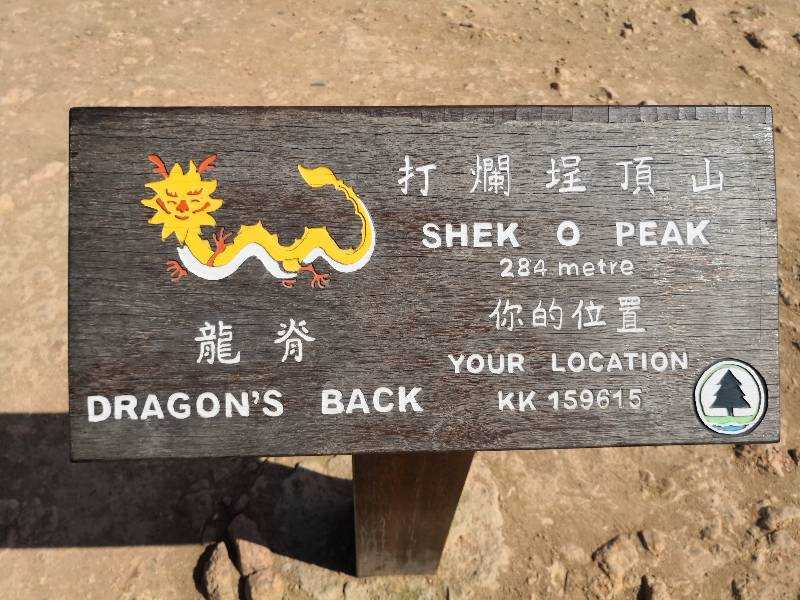 打爛埕頂山
SHEK O PEAK
284 metre
你的位置
YOUR LOCATION
KK 159615
龍脊
DRAGON'S BACK